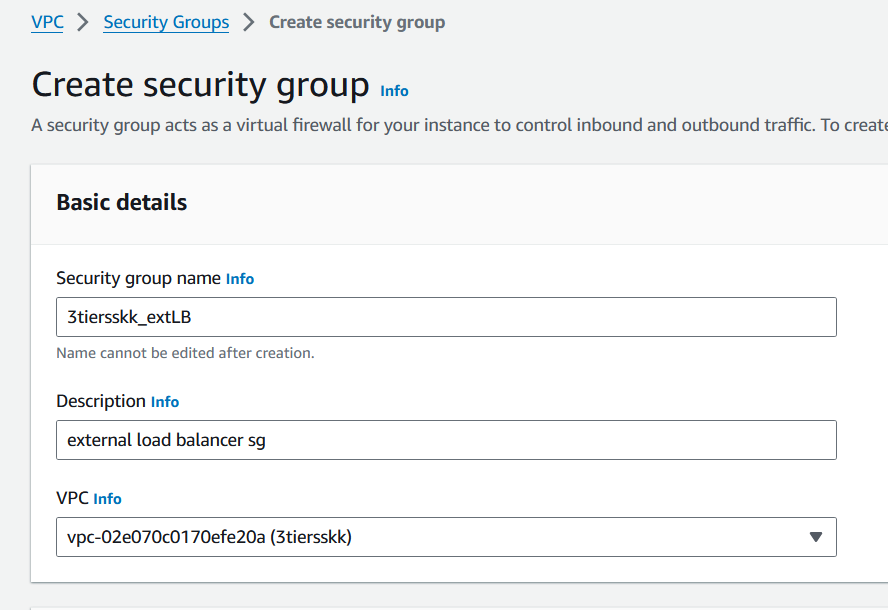 VPC > Security Groups > Create security group
Create security group Info
A security group acts as a virtual firewall for your instance to control inbound and outbound traffic. To create
Basic details
Security group name Info
3tiersskk_extLB
Name cannot be edited after creation.
Description Info
external load balancer sg
VPC Info
vpc-02e070c0170efe20a (3tiersskk)